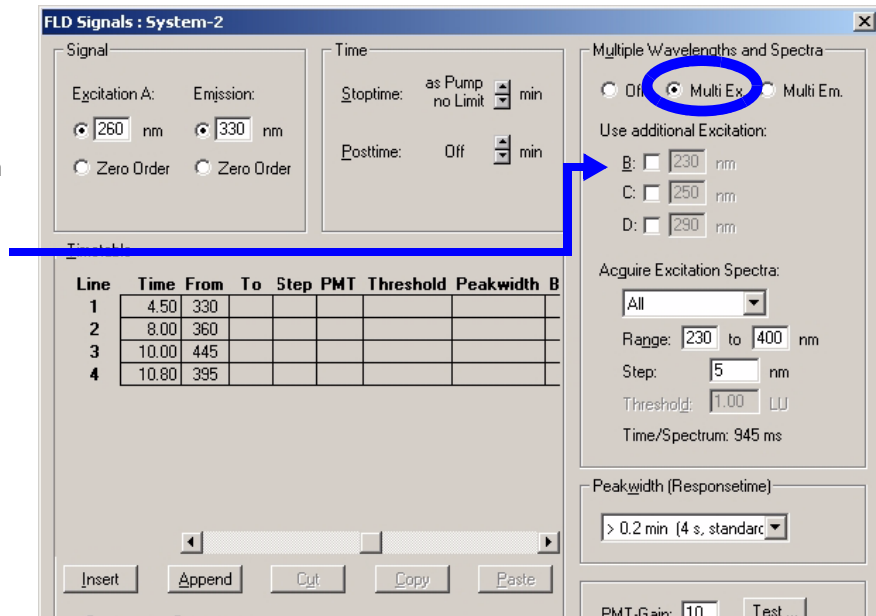 FLD Signals : System-2
Signal
Excitation A: Emission:
260 nm 330 nm
Zero Order Zero Order
Time
Stoptime: as Pump no Limit min
Posttime: Off min
Multiple Wavelengths and Spectra
Off Multi Ex. Multi Em.
Use additional Excitation:
B: 230 nm
C: 250 nm
D: 290 nm
Acquire Excitation Spectra:
All
Range: 230 to 400 nm
Step: 5 nm
Threshold: 1.00 LU
Time/Spectrum: 945 ms
Timetable
Line Time From To Step PMT Threshold Peakwidth B
1 4.50 330
2 8.00 360
3 10.00 445
4 10.80 395
Insert Append Cut Copy Paste
Peakwidth (Responsetime)
> 0.2 min (4 s, standard
PMT-Gain: 10 Test...